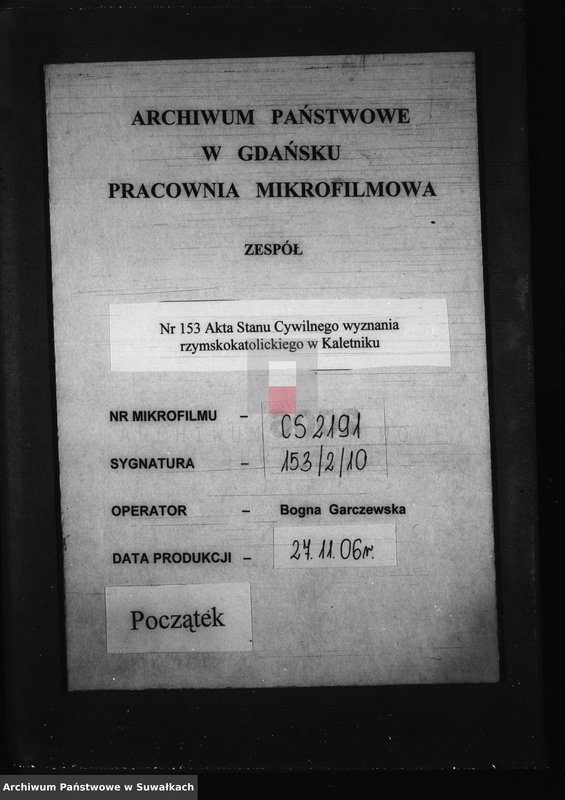 ARCHIWUM PAŃSTWOWE
W GDAŃSKU
PRACOWNIA MIKROFILMOWA
ZESPÓŁ
Nr 153 Akta Stanu Cywilnego wyznania
rzymskokatolickiego w Kaletniku
NR MIKROFILMU – CS 2191
SYGNATURA – 153/2/10
OPERATOR – Bogna Garczewska
DATA PRODUKCJI – 27.11.06r.
Początek
Archiwum Państwowe w Suwałkach